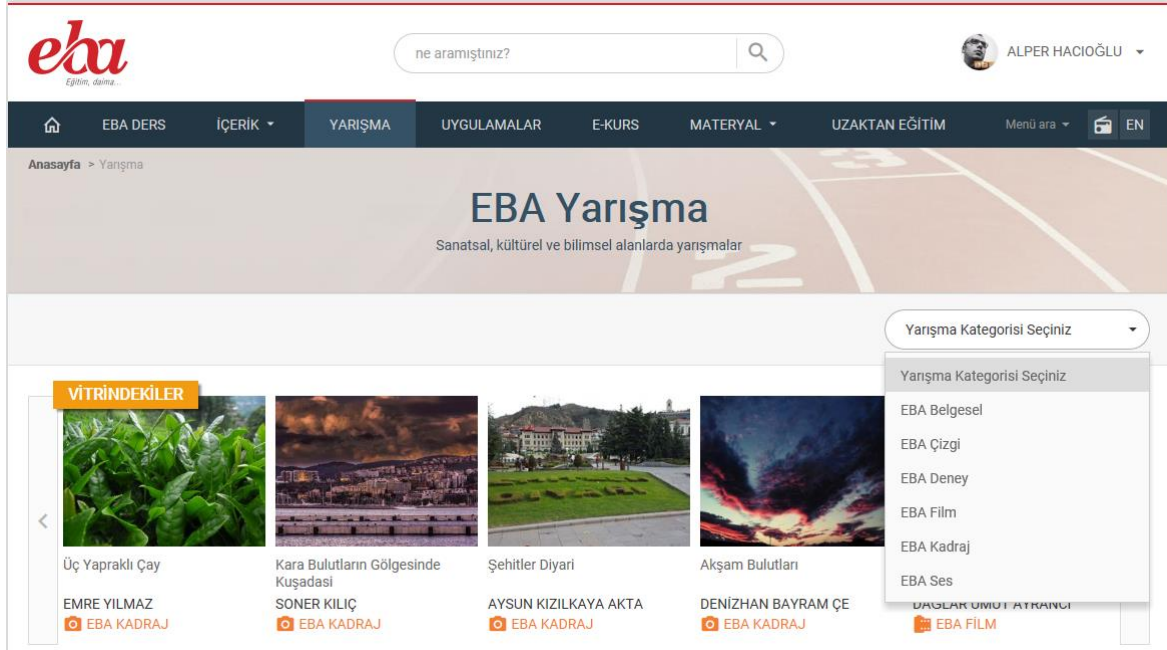 eba
Eğitim, daima...
ne aramıştınız?
ALPER HACIOĞLU
EBA DERS İÇERİK YARIŞMA UYGULAMALAR E-KURS MATERYAL UZAKTAN EĞİTİM Menü ara EN
Anasayfa > Yarışma
EBA Yarışma
Sanatsal, kültürel ve bilimsel alanlarda yarışmalar
Yarışma Kategorisi Seçiniz
Yarışma Kategorisi Seçiniz
EBA Belgesel
EBA Çizgi
EBA Deney
EBA Film
EBA Kadraj
EBA Ses
VİTRİNDEKİLER
Üç Yapraklı Çay
EMRE YILMAZ
EBA KADRAJ
Kara Bulutların Gölgesinde
Kuşadasi
SONER KILIÇ
EBA KADRAJ
Şehitler Diyari
AYSUN KIZILKAYA AKTA
EBA KADRAJ
Akşam Bulutları
DENİZHAN BAYRAM ÇE
EBA KADRAJ
DAĞLAR UMUT AYRANCI
EBA FİLM